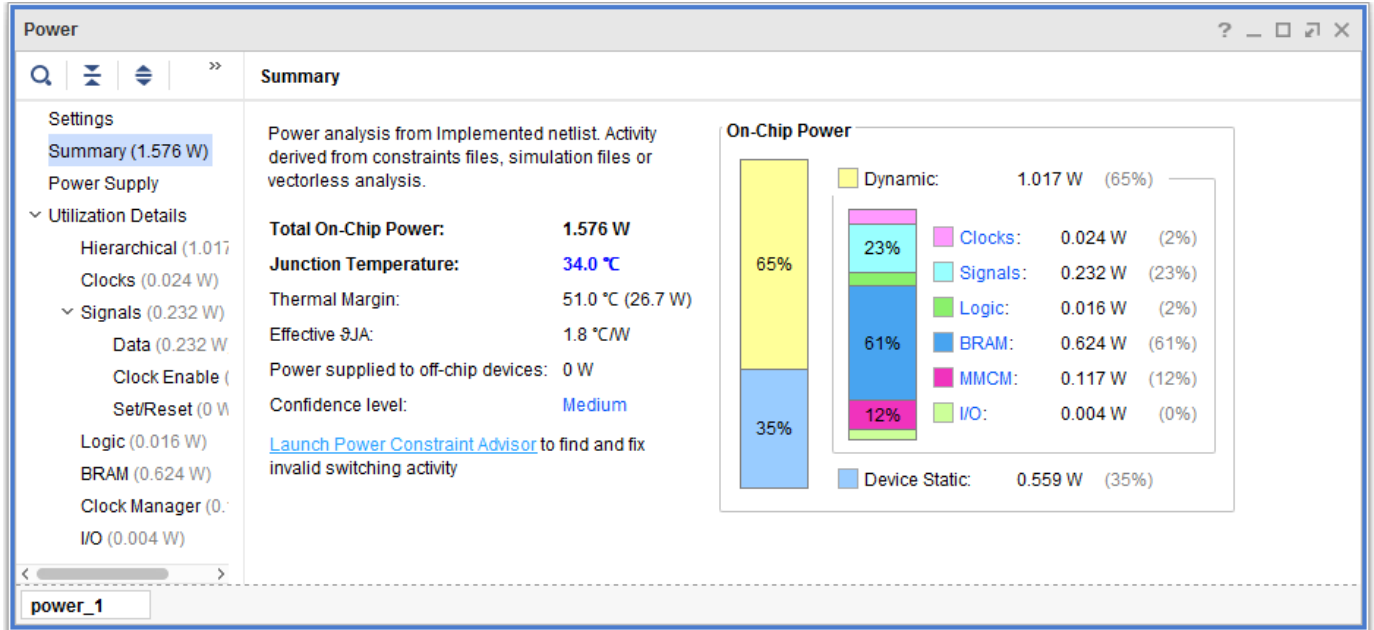 Power
Summary
Settings
Summary (1.576 W)
Power Supply
Utilization Details
Hierarchical (1.017
Clocks (0.024 W)
Signals (0.232 W)
Data (0.232 W
Clock Enable (
Set/Reset (0 W
Logic (0.016 W)
BRAM (0.624 W)
Clock Manager (0.
I/O (0.004 W)
Power analysis from Implemented netlist. Activity
derived from constraints files, simulation files or
vectorless analysis.
Total On-Chip Power: 1.576 W
Junction Temperature: 34.0 °C
Thermal Margin: 51.0 °C (26.7 W)
Effective ϑJA: 1.8 °C/W
Power supplied to off-chip devices: 0 W
Confidence level: Medium
Launch Power Constraint Advisor to find and fix
invalid switching activity
On-Chip Power
65%
35%
Dynamic: 1.017 W (65%)
23%
61%
12%
Clocks: 0.024 W (2%)
Signals: 0.232 W (23%)
Logic: 0.016 W (2%)
BRAM: 0.624 W (61%)
MMCM: 0.117 W (12%)
I/O: 0.004 W (0%)
Device Static: 0.559 W (35%)
power_1